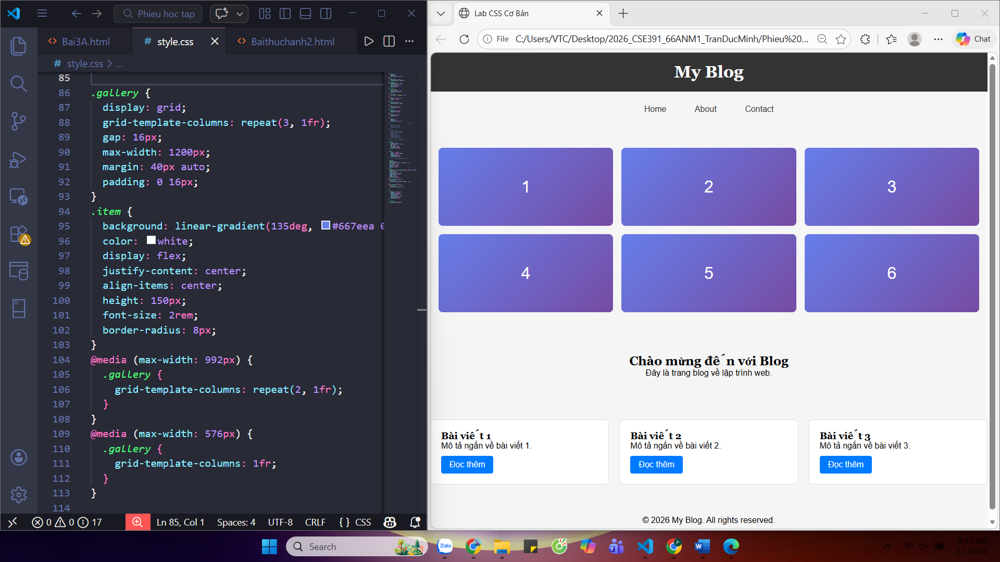 Phieu hoc tap
Bai3A.html
# style.css
Baithuchanh2.html
# style.css > ...
85
86 .gallery {
87 display: grid;
88 grid-template-columns: repeat(3, 1fr);
89 gap: 16px;
90 max-width: 1200px;
91 margin: 40px auto;
92 padding: 0 16px;
93 }
94 .item {
95 background: linear-gradient(135deg, #667eea 0
96 color: white;
97 display: flex;
98 justify-content: center;
99 align-items: center;
100 height: 150px;
101 font-size: 2rem;
102 border-radius: 8px;
103 }
104 @media (max-width: 992px) {
105 .gallery {
106 grid-template-columns: repeat(2, 1fr);
107 }
108 }
109 @media (max-width: 576px) {
110 .gallery {
111 grid-template-columns: 1fr;
112 }
113 }
114
0 0 17 Ln 85, Col 1 Spaces: 4 UTF-8 CRLF { } CSS
Lab CSS Cơ Bản
File C:/Users/VTC/Desktop/2026_CSE391_66ANM1_TranDucMinh/Phieu%20... Chat
My Blog
Home About Contact
1 2 3
4 5 6
Chào mừng đến với Blog
Đây là trang blog về lập trình web.
Bài viết 1
Mô tả ngắn về bài viết 1.
Đọc thêm
Bài viết 2
Mô tả ngắn về bài viết 2.
Đọc thêm
Bài viết 3
Mô tả ngắn về bài viết 3.
Đọc thêm
© 2026 My Blog. All rights reserved.
Search
Zalo
8:44 AM
3/1/2026